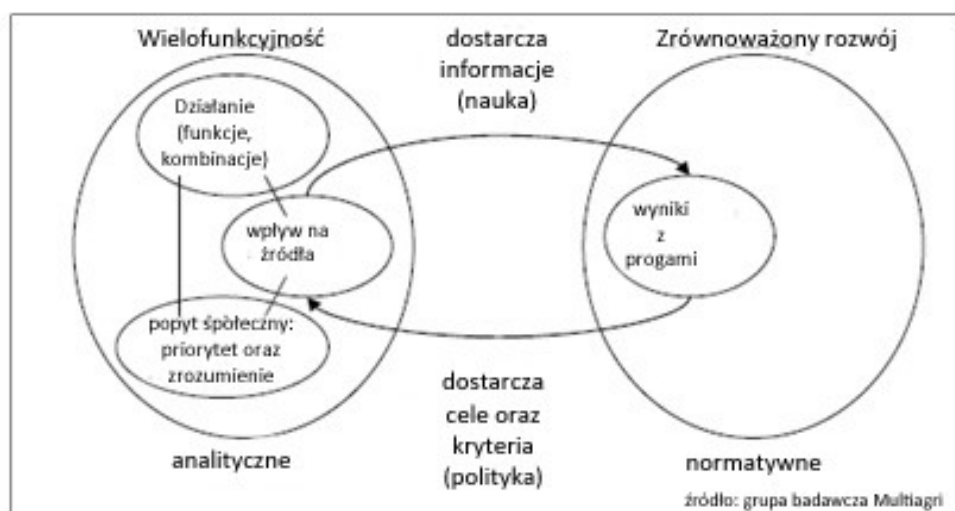 Wielofunkcyjność
dostarcza
informacje
(nauka)
Zrównoważony rozwój
Działanie
(funkcje,
kombinacje)
wpływ na
źródła
popyt śpołeczny:
priorytet oraz
zrozumienie
wyniki
z
progami
dostarcza
cele oraz
kryteria
(polityka)
analityczne
normatywne
źródło: grupa badawcza Multiagri